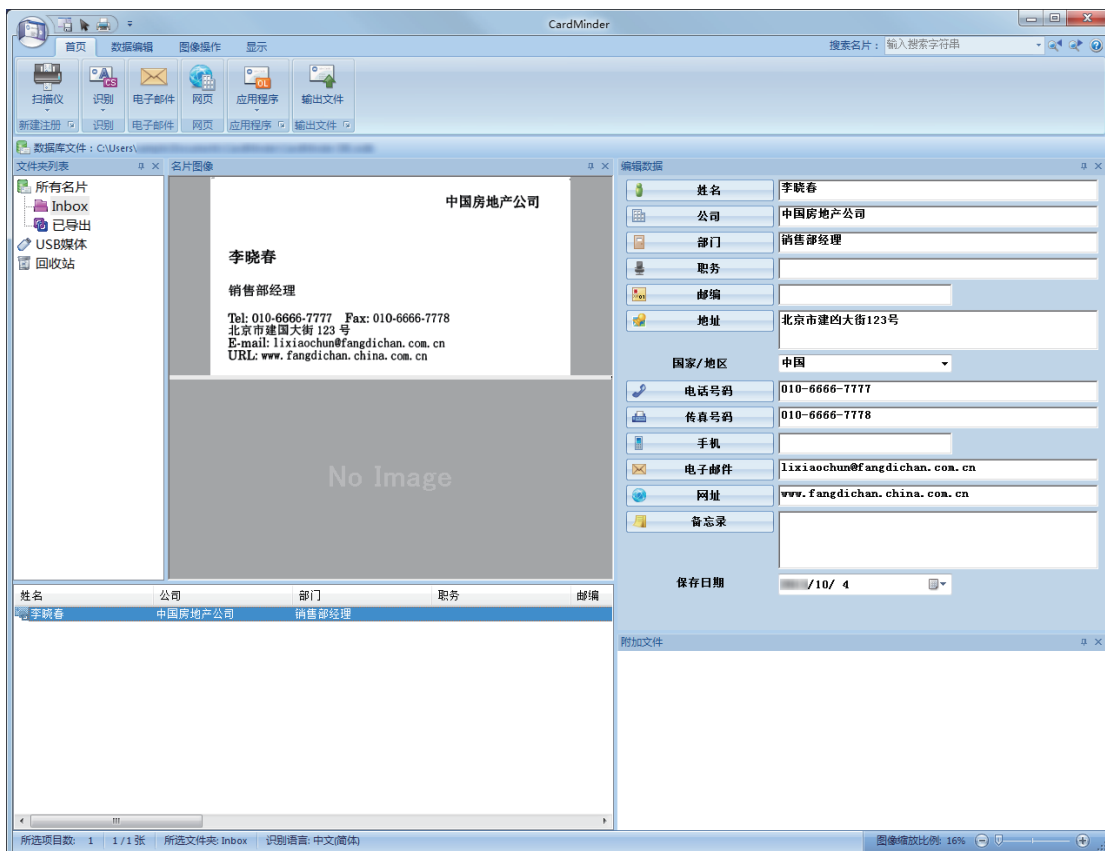 CardMinder
首页 数据编辑 图像操作 显示
搜索名片： 输入搜索字符串
扫描仪 识别 电子邮件 网页 应用程序 输出文件
新建注册 识别 电子邮件 网页 应用程序 输出文件
数据库文件：C:\Users\
文件夹列表
所有名片
Inbox
已导出
USB媒体
回收站
名片图像
中国房地产公司
李晓春
销售部经理
Tel: 010-6666-7777 Fax: 010-6666-7778
北京市建国大街 123 号
E-mail: lixiaochun@fangdichan.com.cn
URL: www.fangdichan.china.com.cn
No Image
编辑数据
姓名 李晓春
公司 中国房地产公司
部门 销售部经理
职务
邮编
地址 北京市建凶大街123号
国家/地区 中国
电话号码 010-6666-7777
传真号码 010-6666-7778
手机
电子邮件 lixiaochun@fangdichan.com.cn
网址 www.fangdichan.china.com.cn
备忘录
保存日期 /10/ 4
姓名 公司 部门 职务 邮编
李晓春 中国房地产公司 销售部经理
附加文件
所选项目数: 1 1/1张 所选文件夹: Inbox 识别语言: 中文(简体)
图像缩放比例: 16%